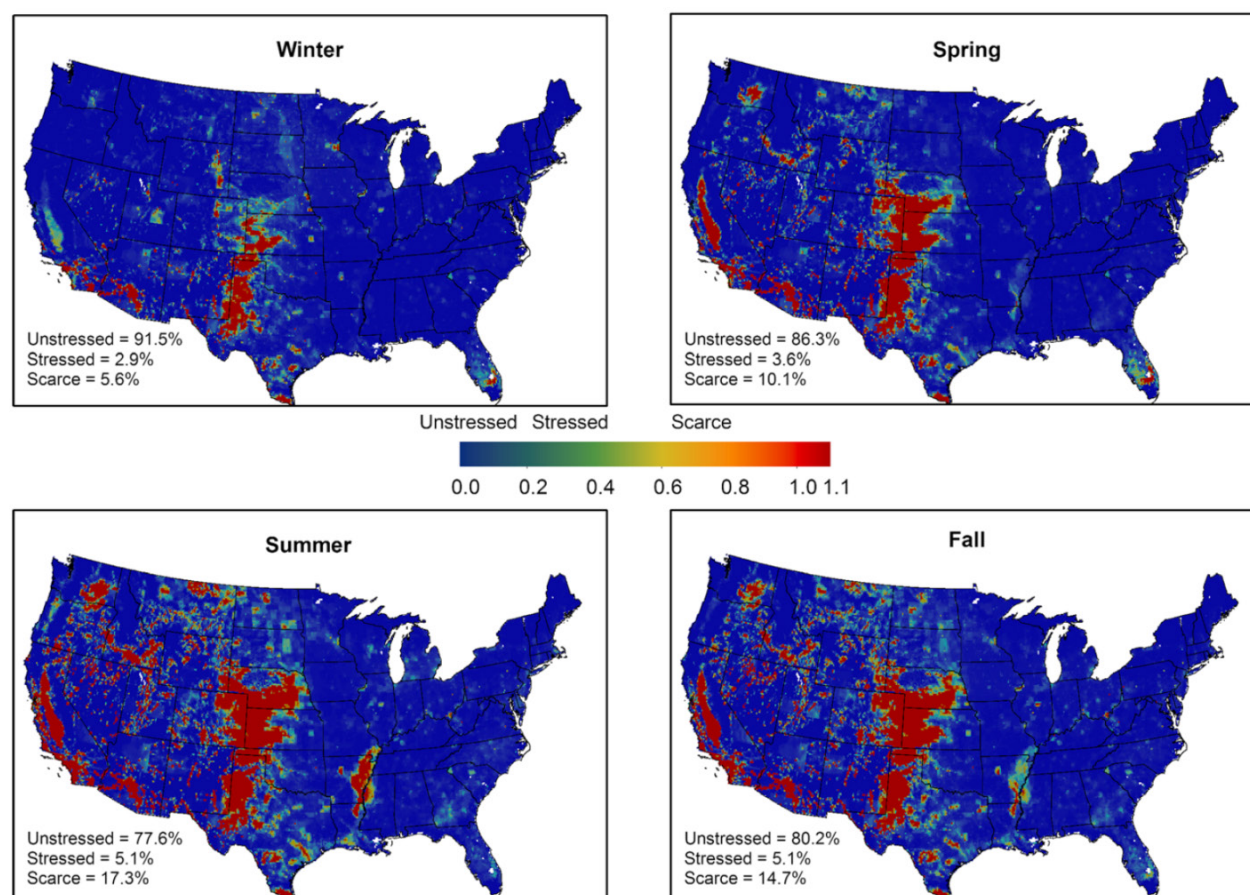 Winter
Unstressed = 91.5%
Stressed = 2.9%
Scarce = 5.6%
Spring
Unstressed = 86.3%
Stressed = 3.6%
Scarce = 10.1%
Unstressed Stressed Scarce
0.0 0.2 0.4 0.6 0.8 1.0 1.1
Summer
Unstressed = 77.6%
Stressed = 5.1%
Scarce = 17.3%
Fall
Unstressed = 80.2%
Stressed = 5.1%
Scarce = 14.7%